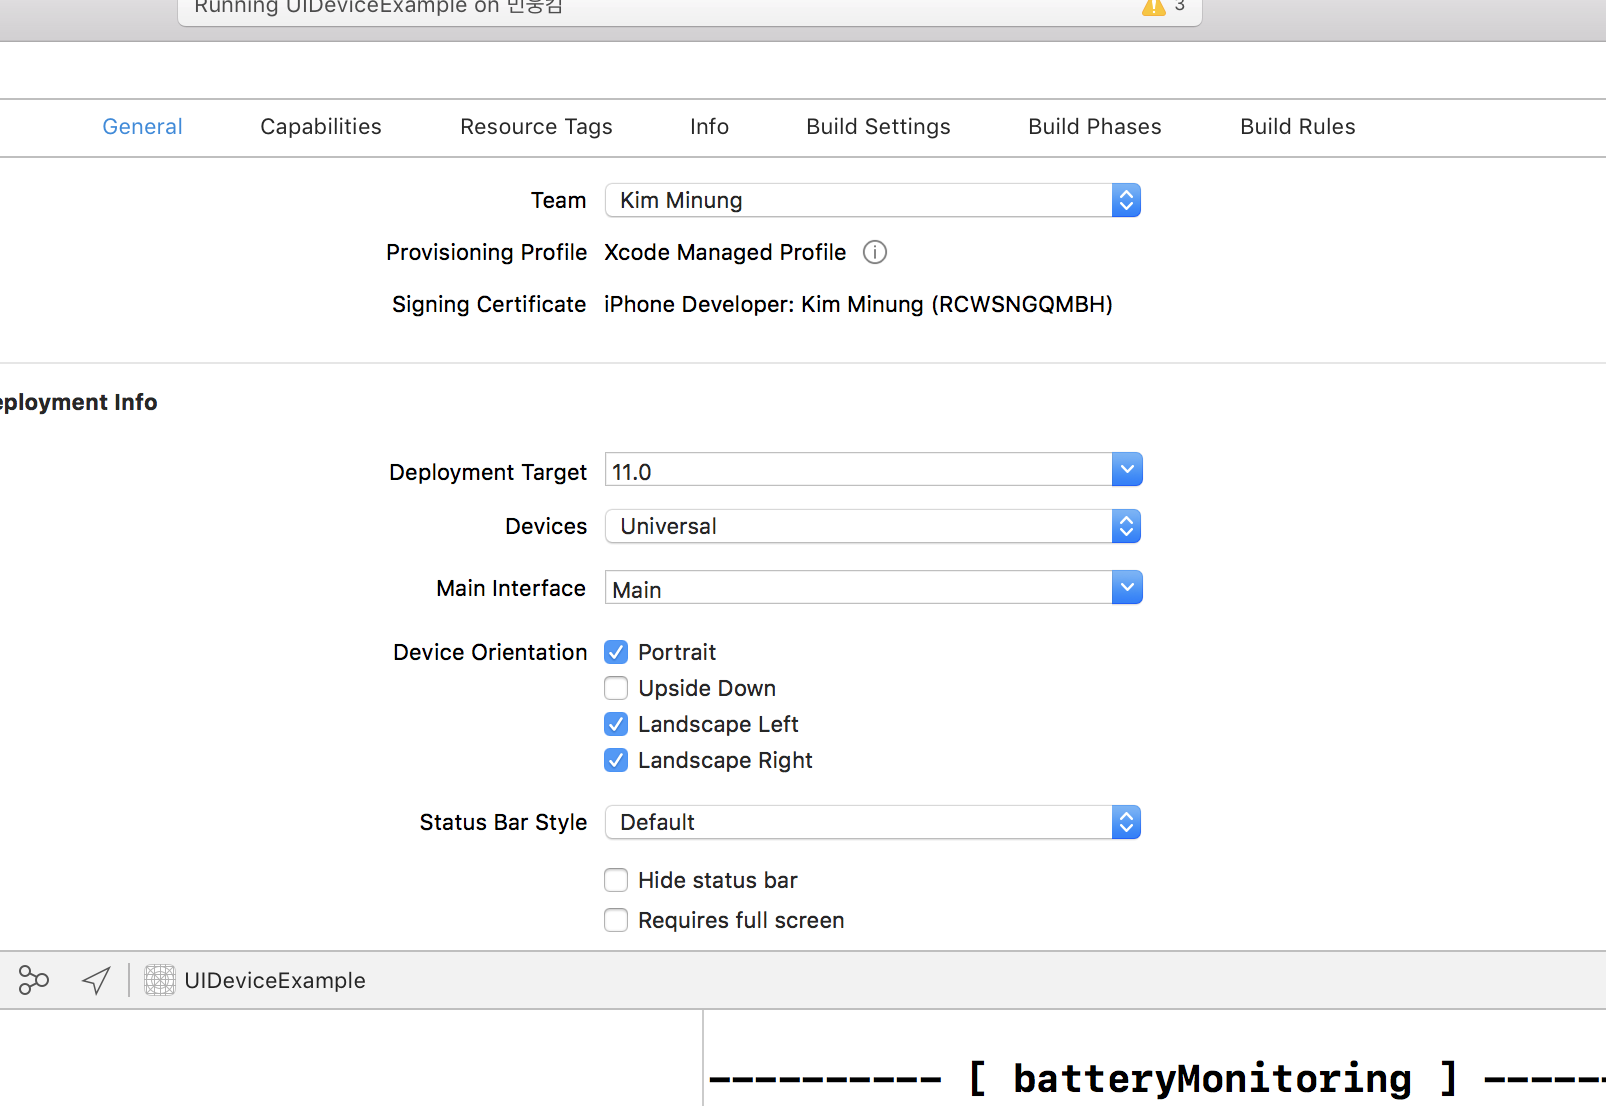 Running UIDeviceExample on 민웅킴
3
General Capabilities Resource Tags Info Build Settings Build Phases Build Rules
Team Kim Minung
Provisioning Profile Xcode Managed Profile
Signing Certificate iPhone Developer: Kim Minung (RCWSNGQMBH)
eployment Info
Deployment Target 11.0
Devices Universal
Main Interface Main
Device Orientation Portrait
Upside Down
Landscape Left
Landscape Right
Status Bar Style Default
Hide status bar
Requires full screen
UIDeviceExample
---------- [ batteryMonitoring ] ------